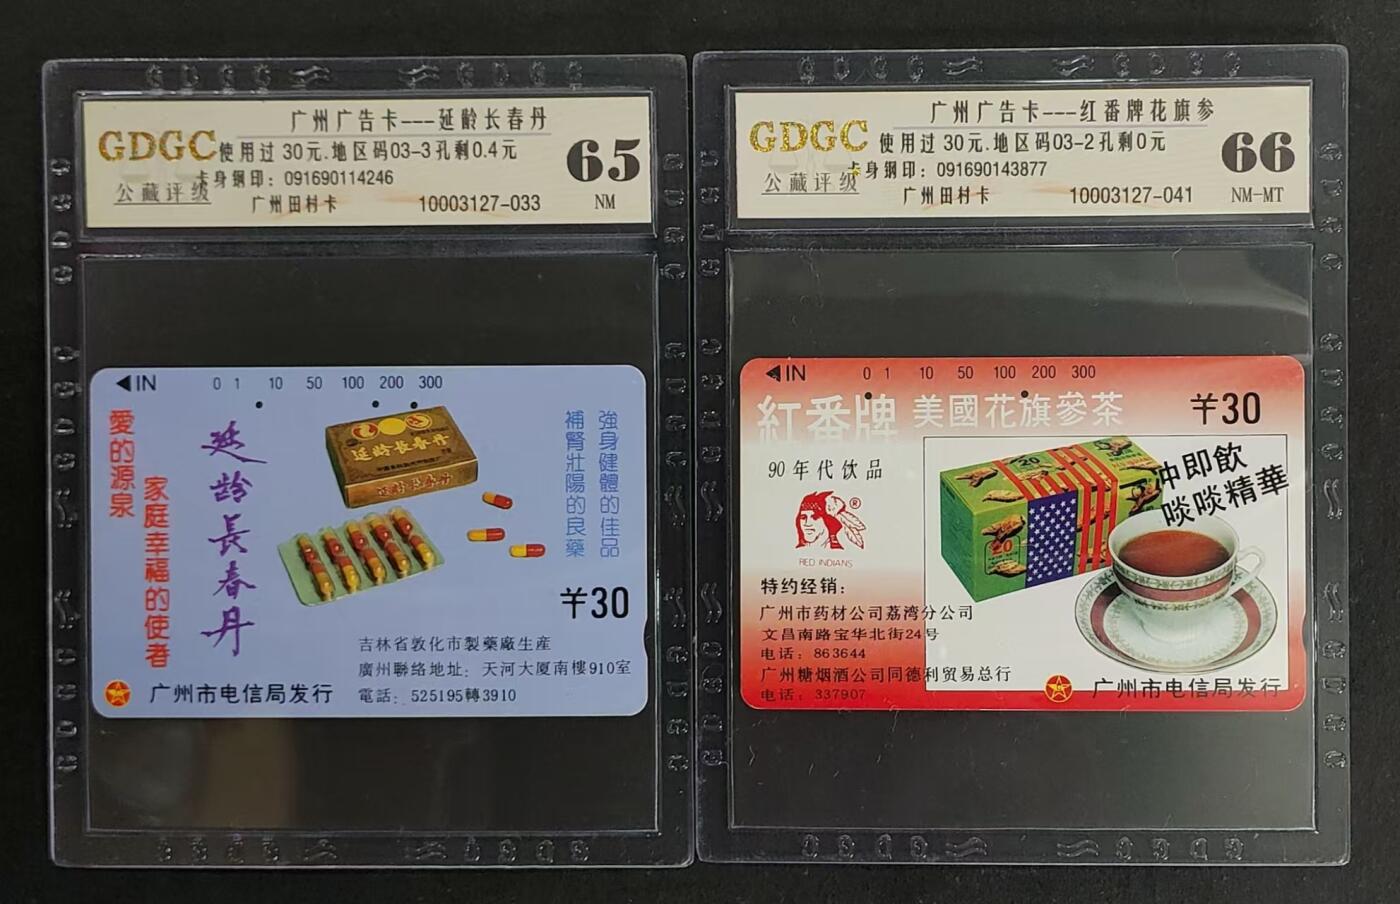 广州广告卡---延龄长春丹
GDGC
使用过 30元.地区码03-3孔剩0.4元
65
卡身钢印：091690114246
公藏评级
广州田村卡
10003127-033
NM
◀IN
0 1 10 50 100 200 300
愛的源泉
家庭幸福的使者
延龄長春丹
延龄长春丹
延龄长春丹
強身健體的佳品
補腎壯陽的良藥
¥30
吉林省敦化市製藥廠生産
廣州聯絡地址：天河大厦南樓910室
電話：525195轉3910
广州市电信局发行
广州广告卡---红番牌花旗参
GDGC
使用过 30元.地区码03-2孔剩0元
66
卡身钢印：091690143877
公藏评级
广州田村卡
10003127-041
NM-MT
◀IN
0 1 10 50 100 200 300
紅番牌 美國花旗參茶
¥30
90年代饮品
冲即飲
啖啖精華
20
20
®
RED INDIANS
特约经销：
广州市药材公司荔湾分公司
文昌南路宝华北街24号
电话：863644
广州糖烟酒公司同德利贸易总行
电话：337907
广州市电信局发行